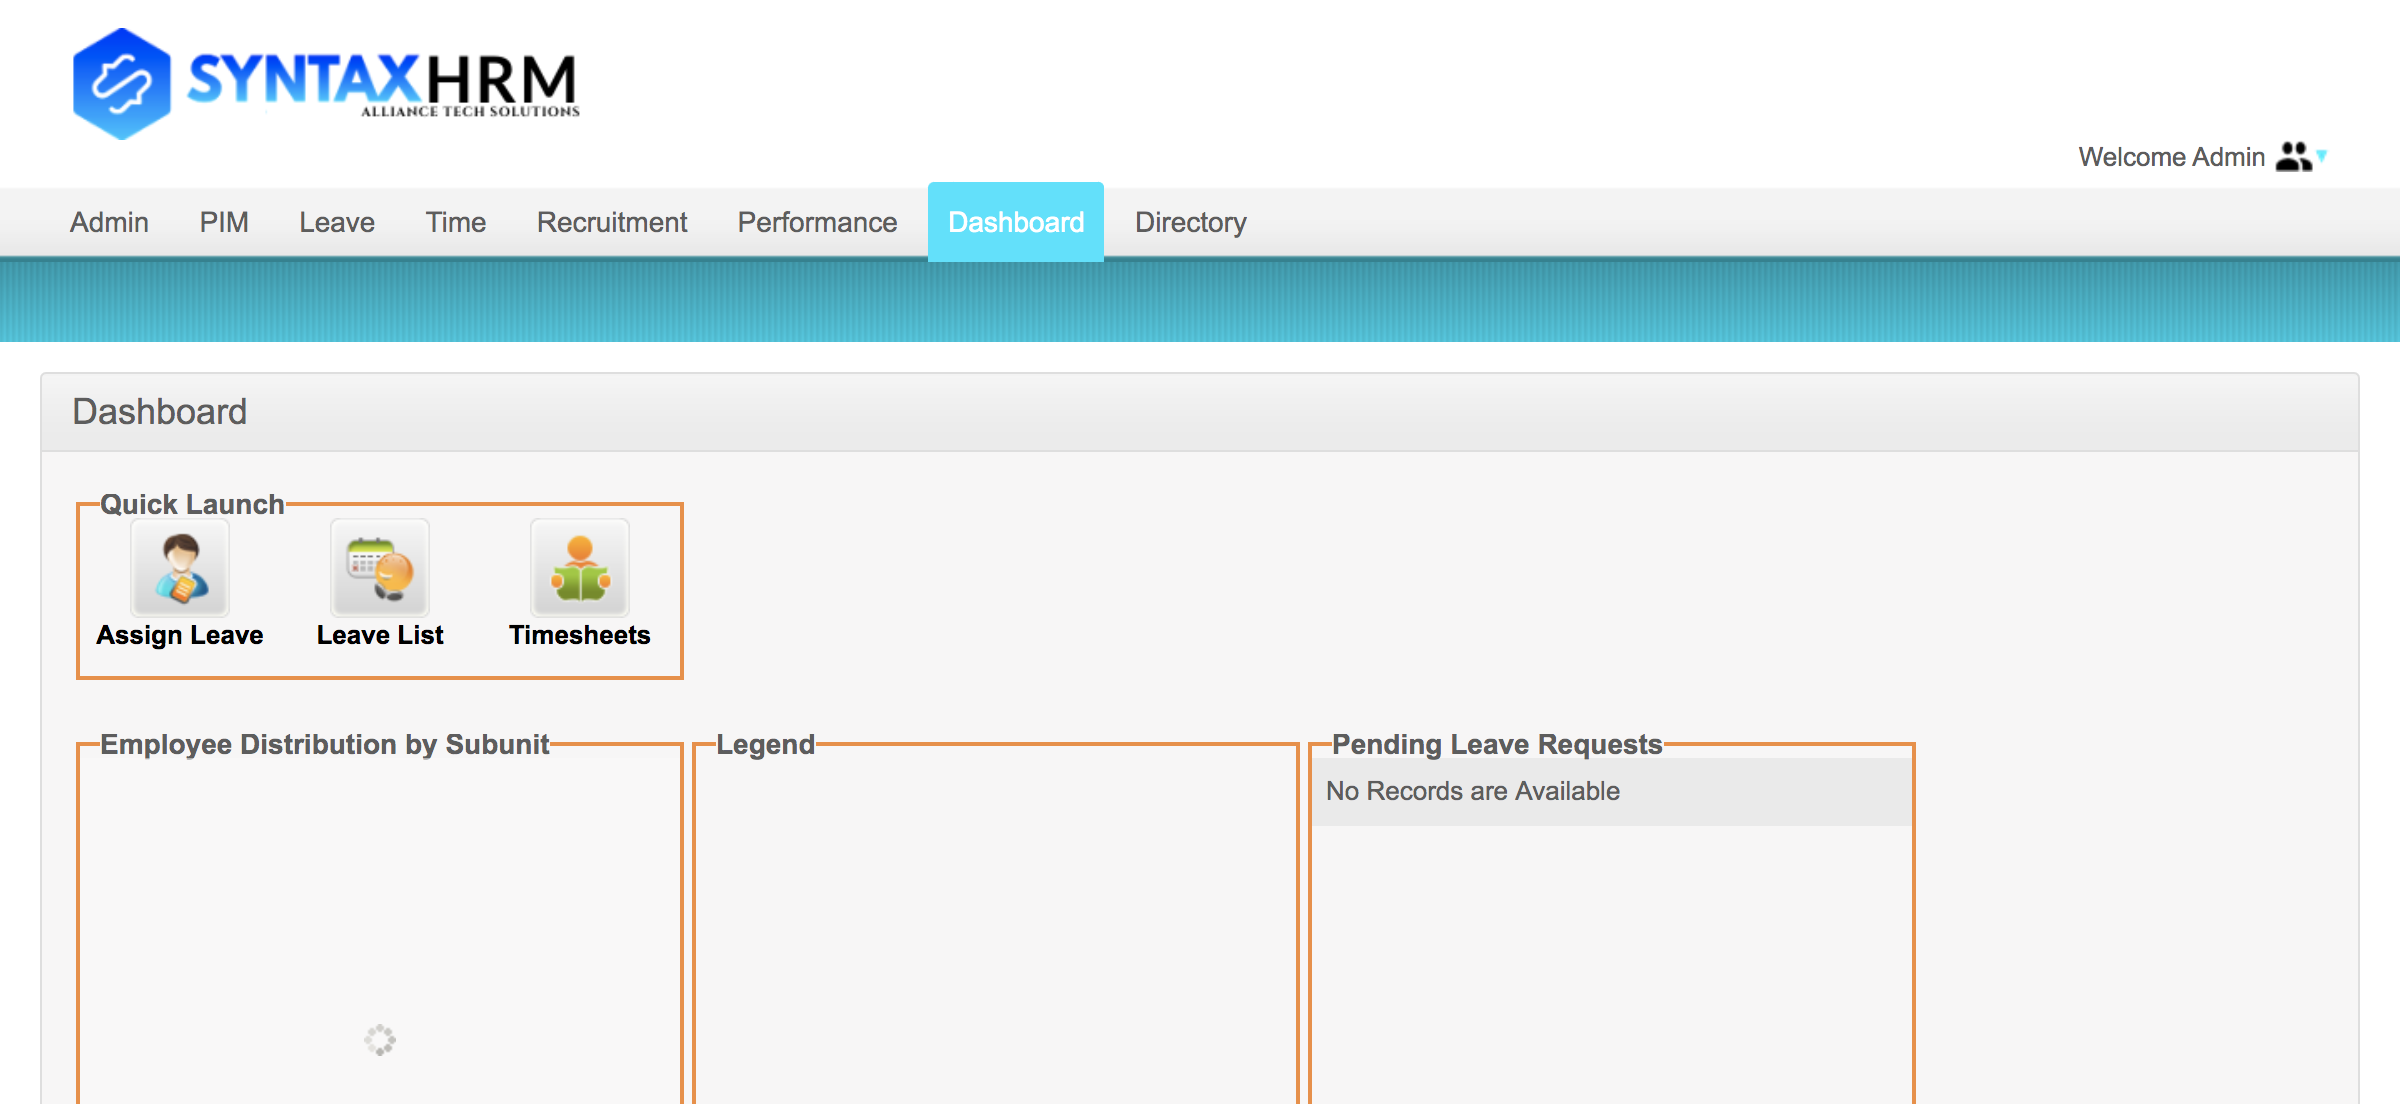 SYNTAXHRM
ALLIANCE TECH SOLUTIONS
Welcome Admin
Admin PIM Leave Time Recruitment Performance Dashboard Directory
Dashboard
Quick Launch
Assign Leave Leave List Timesheets
Employee Distribution by Subunit Legend Pending Leave Requests
No Records are Available